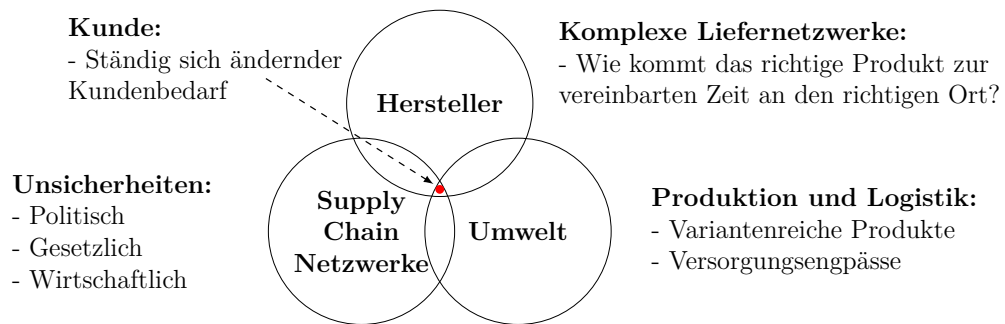 Kunde:
- Ständig sich ändernder
Kundenbedarf
Komplexe Liefernetzwerke:
- Wie kommt das richtige Produkt zur
vereinbarten Zeit an den richtigen Ort?
Hersteller
Unsicherheiten:
- Politisch
- Gesetzlich
- Wirtschaftlich
Supply
Chain
Netzwerke
Umwelt
Produktion und Logistik:
- Variantenreiche Produkte
- Versorgungsengpässe